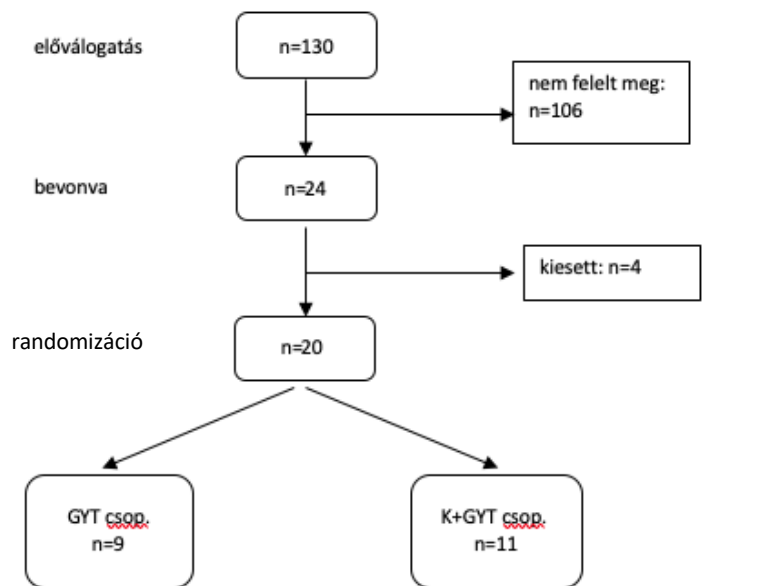 előválogatás
n=130
nem felelt meg:
n=106
bevonva
n=24
kiesett: n=4
randomizáció
n=20
GYT csop.
n=9
K+GYT csop.
n=11